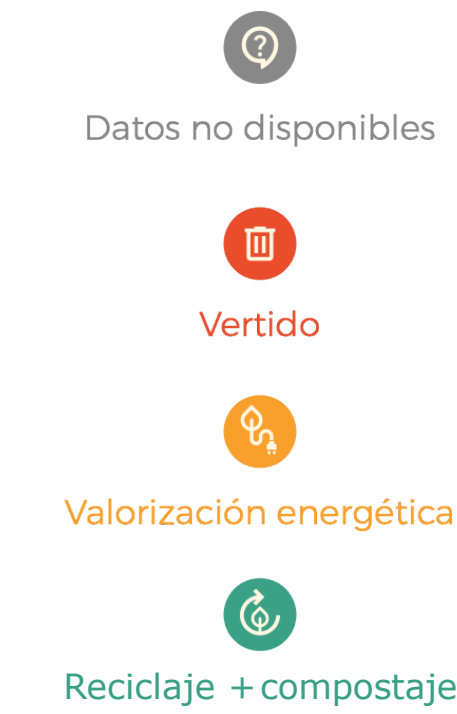 Datos no disponibles
Vertido
Valorización energética
Reciclaje + compostaje